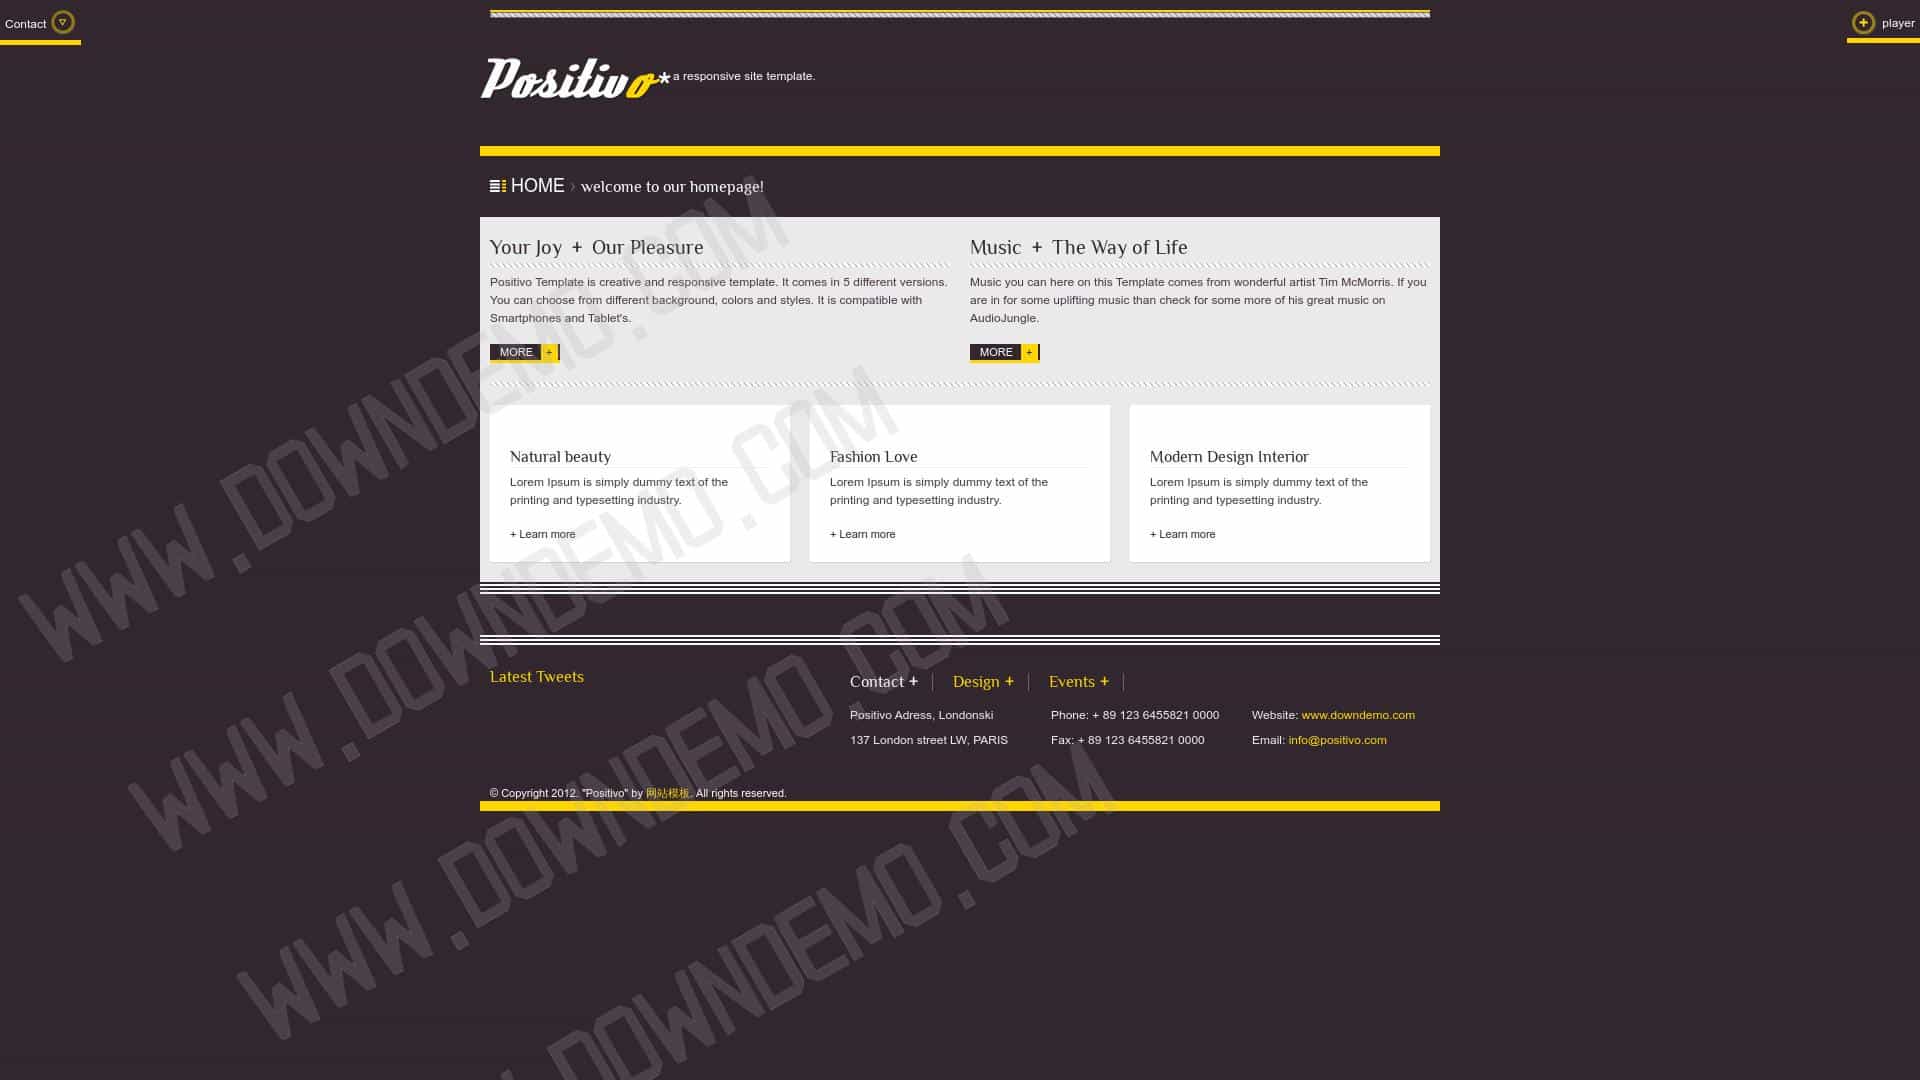 Contact
player
Positivo* a responsive site template.
HOME › welcome to our homepage!
Your Joy + Our Pleasure
Positivo Template is creative and responsive template. It comes in 5 different versions.
You can choose from different background, colors and styles. It is compatible with
Smartphones and Tablet's.
MORE +
Music + The Way of Life
Music you can here on this Template comes from wonderful artist Tim McMorris. If you
are in for some uplifting music than check for some more of his great music on
AudioJungle.
MORE +
Natural beauty
Lorem Ipsum is simply dummy text of the
printing and typesetting industry.
+ Learn more
Fashion Love
Lorem Ipsum is simply dummy text of the
printing and typesetting industry.
+ Learn more
Modern Design Interior
Lorem Ipsum is simply dummy text of the
printing and typesetting industry.
+ Learn more
Latest Tweets
Contact + Design + Events +
Positivo Adress, Londonski
137 London street LW, PARIS
Phone: + 89 123 6455821 0000
Fax: + 89 123 6455821 0000
Website: www.downdemo.com
Email: info@positivo.com
© Copyright 2012. "Positivo" by 网站模板. All rights reserved.
WWW.DOWNDEMO.COM
WWW.DOWNDEMO.COM
WWW.DOWNDEMO.COM
.DOWNDEMO.COM